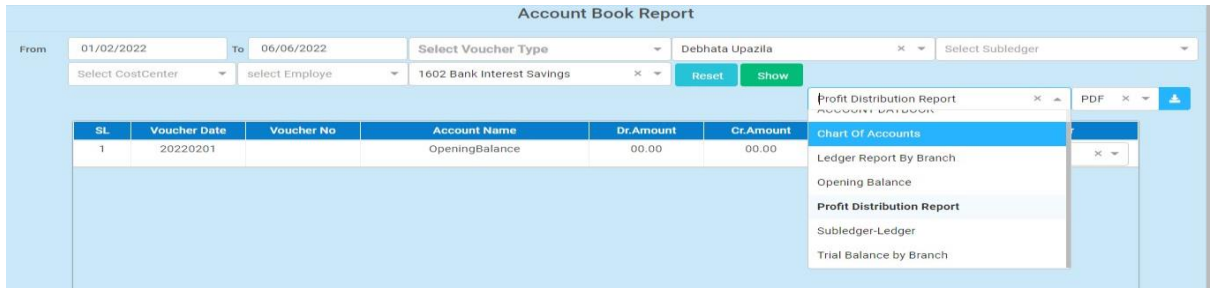 Account Book Report
From 01/02/2022 To 06/06/2022 Select Voucher Type Debhata Upazila Select Subledger
Select CostCenter select Employe 1602 Bank Interest Savings Reset Show
Profit Distribution Report PDF
ACCOUNT DAYBOOK
SL Voucher Date Voucher No Account Name Dr.Amount Cr.Amount
1 20220201 OpeningBalance 00.00 00.00
Chart Of Accounts
Ledger Report By Branch
Opening Balance
Profit Distribution Report
Subledger-Ledger
Trial Balance by Branch